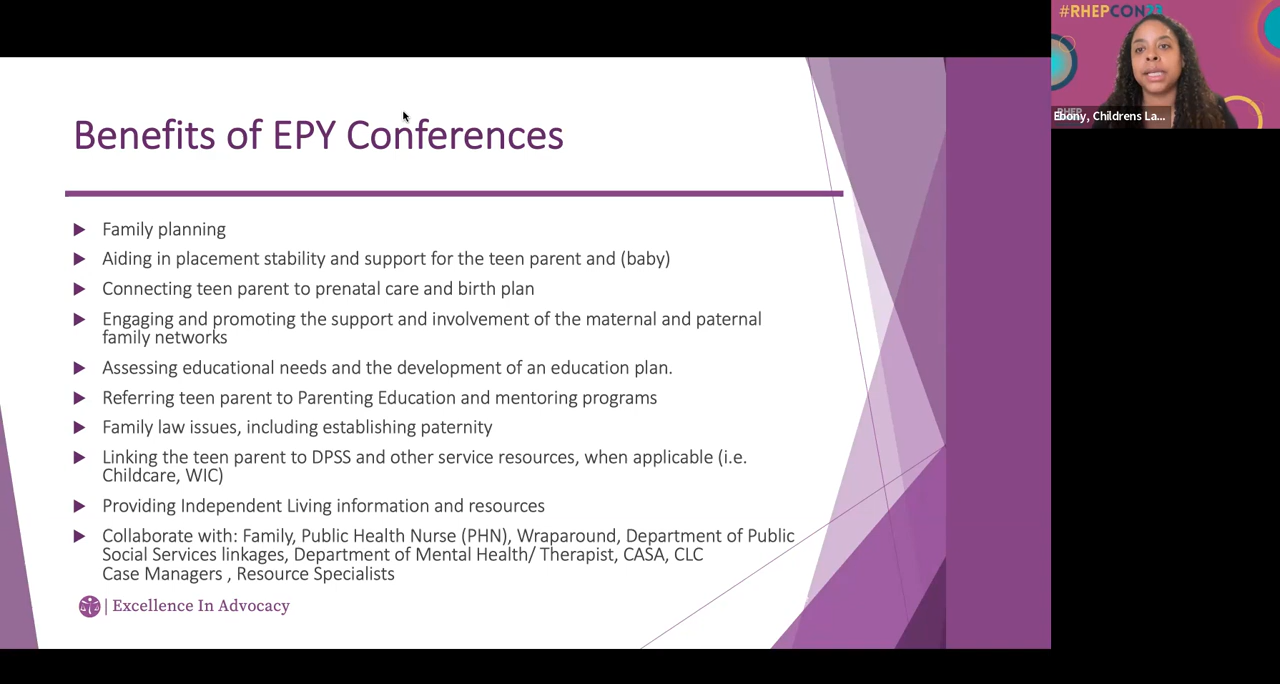 #RHEPCON23
Benefits of EPY Conferences
Family planning
Aiding in placement stability and support for the teen parent and (baby)
Connecting teen parent to prenatal care and birth plan
Engaging and promoting the support and involvement of the maternal and paternal
family networks
Assessing educational needs and the development of an education plan.
Referring teen parent to Parenting Education and mentoring programs
Family law issues, including establishing paternity
Linking the teen parent to DPSS and other service resources, when applicable (i.e.
Childcare, WIC)
Providing Independent Living information and resources
Collaborate with: Family, Public Health Nurse (PHN), Wraparound, Department of Public
Social Services linkages, Department of Mental Health/ Therapist, CASA, CLC
Case Managers , Resource Specialists
| Excellence In Advocacy
RHEP
Ebony, Childrens La...